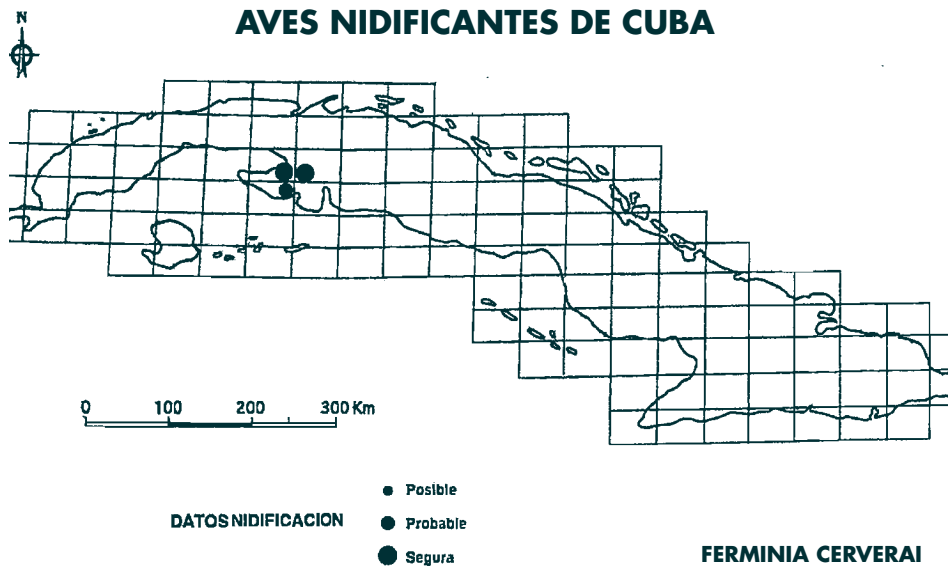 AVES NIDIFICANTES DE CUBA
N
0 100 200 300 Km
Posible
DATOS NIDIFICACION
Probable
Segura
FERMINIA CERVERAI